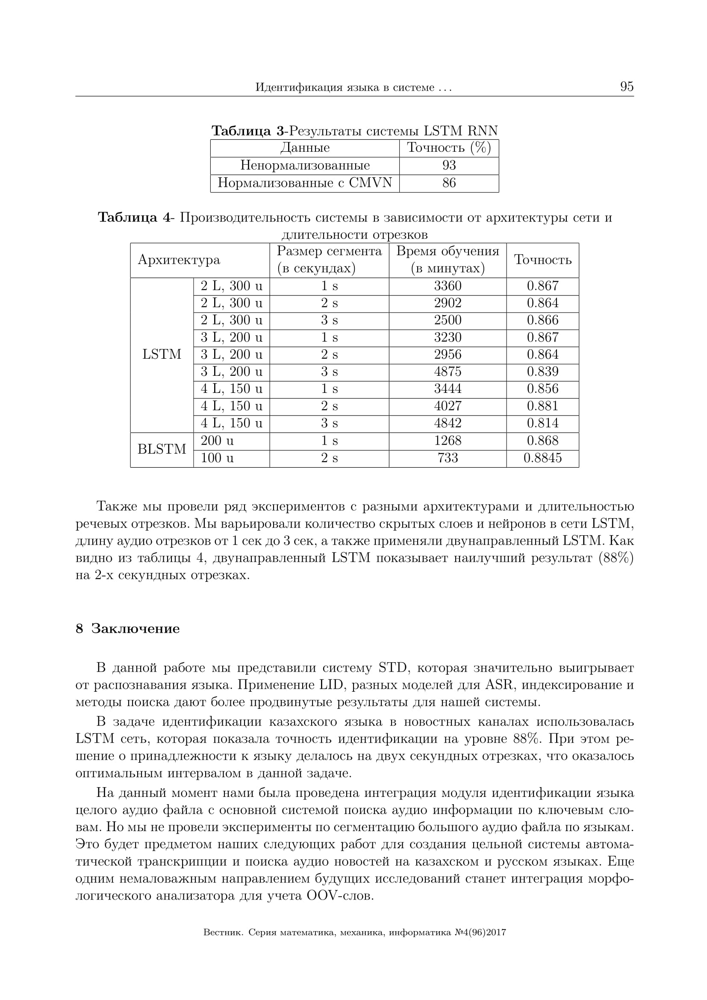 Идентификация языка в системе ... 95
Таблица 3-Результаты системы LSTM RNN
Данные Точность (%)
Ненормализованные 93
Нормализованные с CMVN 86
Таблица 4- Производительность системы в зависимости от архитектуры сети и
длительности отрезков
Архитектура Размер сегмента (в секундах) Время обучения (в минутах) Точность
LSTM 2 L, 300 u 1 s 3360 0.867
2 L, 300 u 2 s 2902 0.864
2 L, 300 u 3 s 2500 0.866
3 L, 200 u 1 s 3230 0.867
3 L, 200 u 2 s 2956 0.864
3 L, 200 u 3 s 4875 0.839
4 L, 150 u 1 s 3444 0.856
4 L, 150 u 2 s 4027 0.881
4 L, 150 u 3 s 4842 0.814
BLSTM 200 u 1 s 1268 0.868
100 u 2 s 733 0.8845
Также мы провели ряд экспериментов с разными архитектурами и длительностью
речевых отрезков. Мы варьировали количество скрытых слоев и нейронов в сети LSTM,
длину аудио отрезков от 1 сек до 3 сек, а также применяли двунаправленный LSTM. Как
видно из таблицы 4, двунаправленный LSTM показывает наилучший результат (88%)
на 2-х секундных отрезках.
8 Заключение
В данной работе мы представили систему STD, которая значительно выигрывает
от распознавания языка. Применение LID, разных моделей для ASR, индексирование и
методы поиска дают более продвинутые результаты для нашей системы.
В задаче идентификации казахского языка в новостных каналах использовалась
LSTM сеть, которая показала точность идентификации на уровне 88%. При этом ре-
шение о принадлежности к языку делалось на двух секундных отрезках, что оказалось
оптимальным интервалом в данной задаче.
На данный момент нами была проведена интеграция модуля идентификации языка
целого аудио файла с основной системой поиска аудио информации по ключевым сло-
вам. Но мы не провели эксперименты по сегментацию большого аудио файла по языкам.
Это будет предметом наших следующих работ для создания цельной системы автома-
тической транскрипции и поиска аудио новостей на казахском и русском языках. Еще
одним немаловажным направлением будущих исследований станет интеграция морфо-
логического анализатора для учета OOV-слов.
Вестник. Серия математика, механика, информатика №4(96)2017